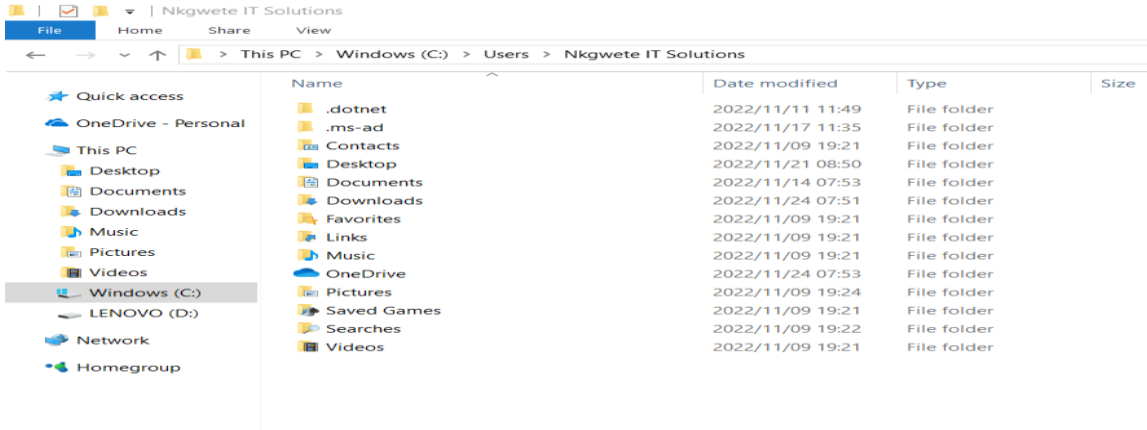 Nkgwete IT Solutions
File Home Share View
This PC > Windows (C:) > Users > Nkgwete IT Solutions
Name Date modified Type Size
Quick access
OneDrive - Personal
This PC
Desktop
Documents
Downloads
Music
Pictures
Videos
Windows (C:)
LENOVO (D:)
Network
Homegroup
.dotnet 2022/11/11 11:49 File folder
.ms-ad 2022/11/17 11:35 File folder
Contacts 2022/11/09 19:21 File folder
Desktop 2022/11/21 08:50 File folder
Documents 2022/11/14 07:53 File folder
Downloads 2022/11/24 07:51 File folder
Favorites 2022/11/09 19:21 File folder
Links 2022/11/09 19:21 File folder
Music 2022/11/09 19:21 File folder
OneDrive 2022/11/24 07:53 File folder
Pictures 2022/11/09 19:24 File folder
Saved Games 2022/11/09 19:21 File folder
Searches 2022/11/09 19:22 File folder
Videos 2022/11/09 19:21 File folder